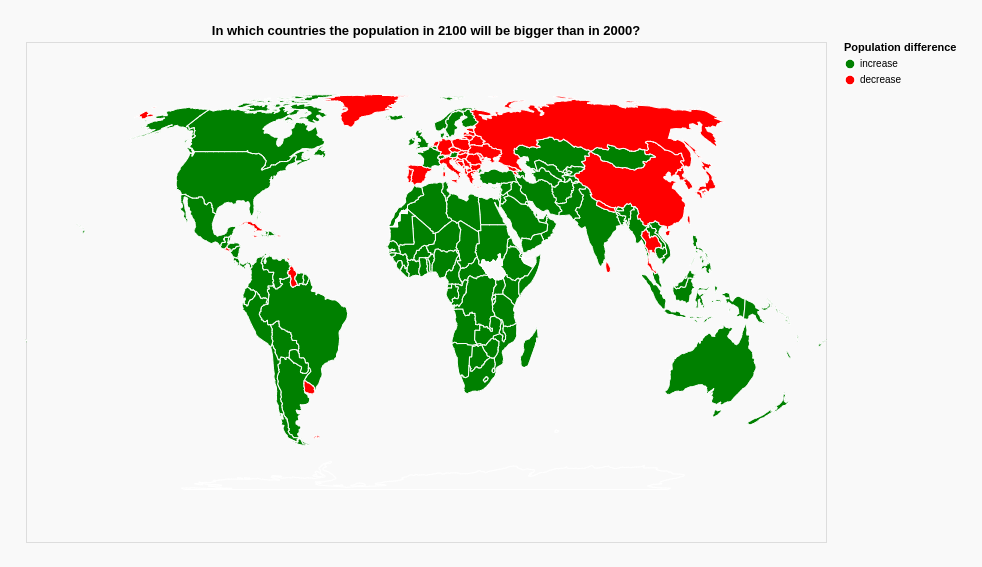 In which countries the population in 2100 will be bigger than in 2000?
Population difference
increase
decrease